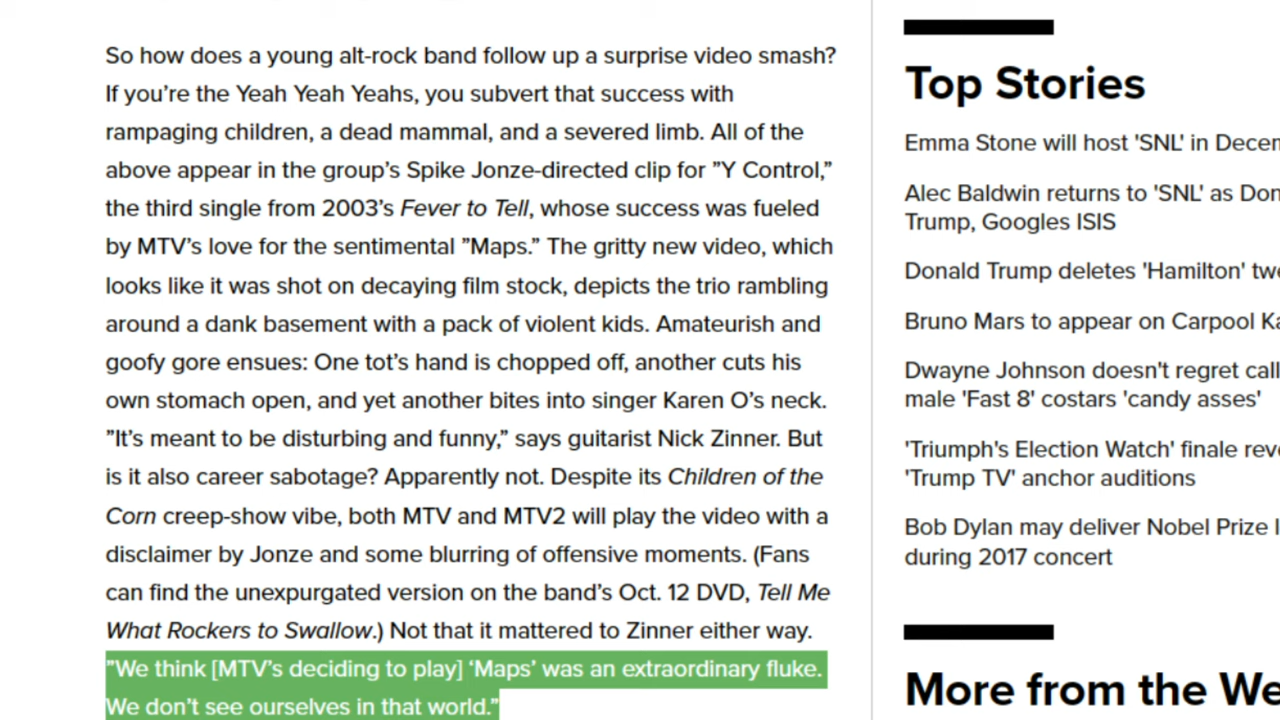 So how does a young alt-rock band follow up a surprise video smash?
If you're the Yeah Yeah Yeahs, you subvert that success with
rampaging children, a dead mammal, and a severed limb. All of the
above appear in the group's Spike Jonze-directed clip for ”Y Control,”
the third single from 2003's Fever to Tell, whose success was fueled
by MTV's love for the sentimental ”Maps.” The gritty new video, which
looks like it was shot on decaying film stock, depicts the trio rambling
around a dank basement with a pack of violent kids. Amateurish and
goofy gore ensues: One tot's hand is chopped off, another cuts his
own stomach open, and yet another bites into singer Karen O's neck.
”It's meant to be disturbing and funny,” says guitarist Nick Zinner. But
is it also career sabotage? Apparently not. Despite its Children of the
Corn creep-show vibe, both MTV and MTV2 will play the video with a
disclaimer by Jonze and some blurring of offensive moments. (Fans
can find the unexpurgated version on the band's Oct. 12 DVD, Tell Me
What Rockers to Swallow.) Not that it mattered to Zinner either way.
”We think [MTV's deciding to play] ‘Maps’ was an extraordinary fluke.
We don't see ourselves in that world.”
Top Stories
Emma Stone will host 'SNL' in Decem
Alec Baldwin returns to 'SNL' as Don
Trump, Googles ISIS
Donald Trump deletes 'Hamilton' twe
Bruno Mars to appear on Carpool Ka
Dwayne Johnson doesn't regret call
male 'Fast 8' costars 'candy asses'
'Triumph's Election Watch' finale reve
'Trump TV' anchor auditions
Bob Dylan may deliver Nobel Prize l
during 2017 concert
More from the We